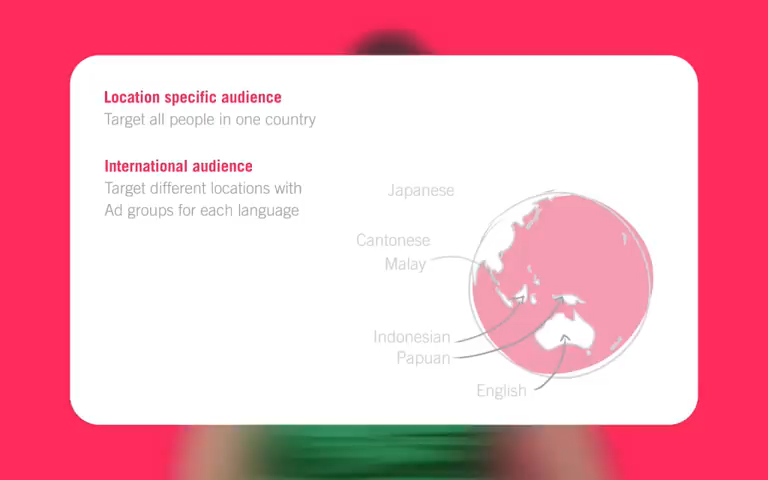 Location specific audience
Target all people in one country
International audience
Target different locations with
Ad groups for each language
Japanese
Cantonese
Malay
Indonesian
Papuan
English